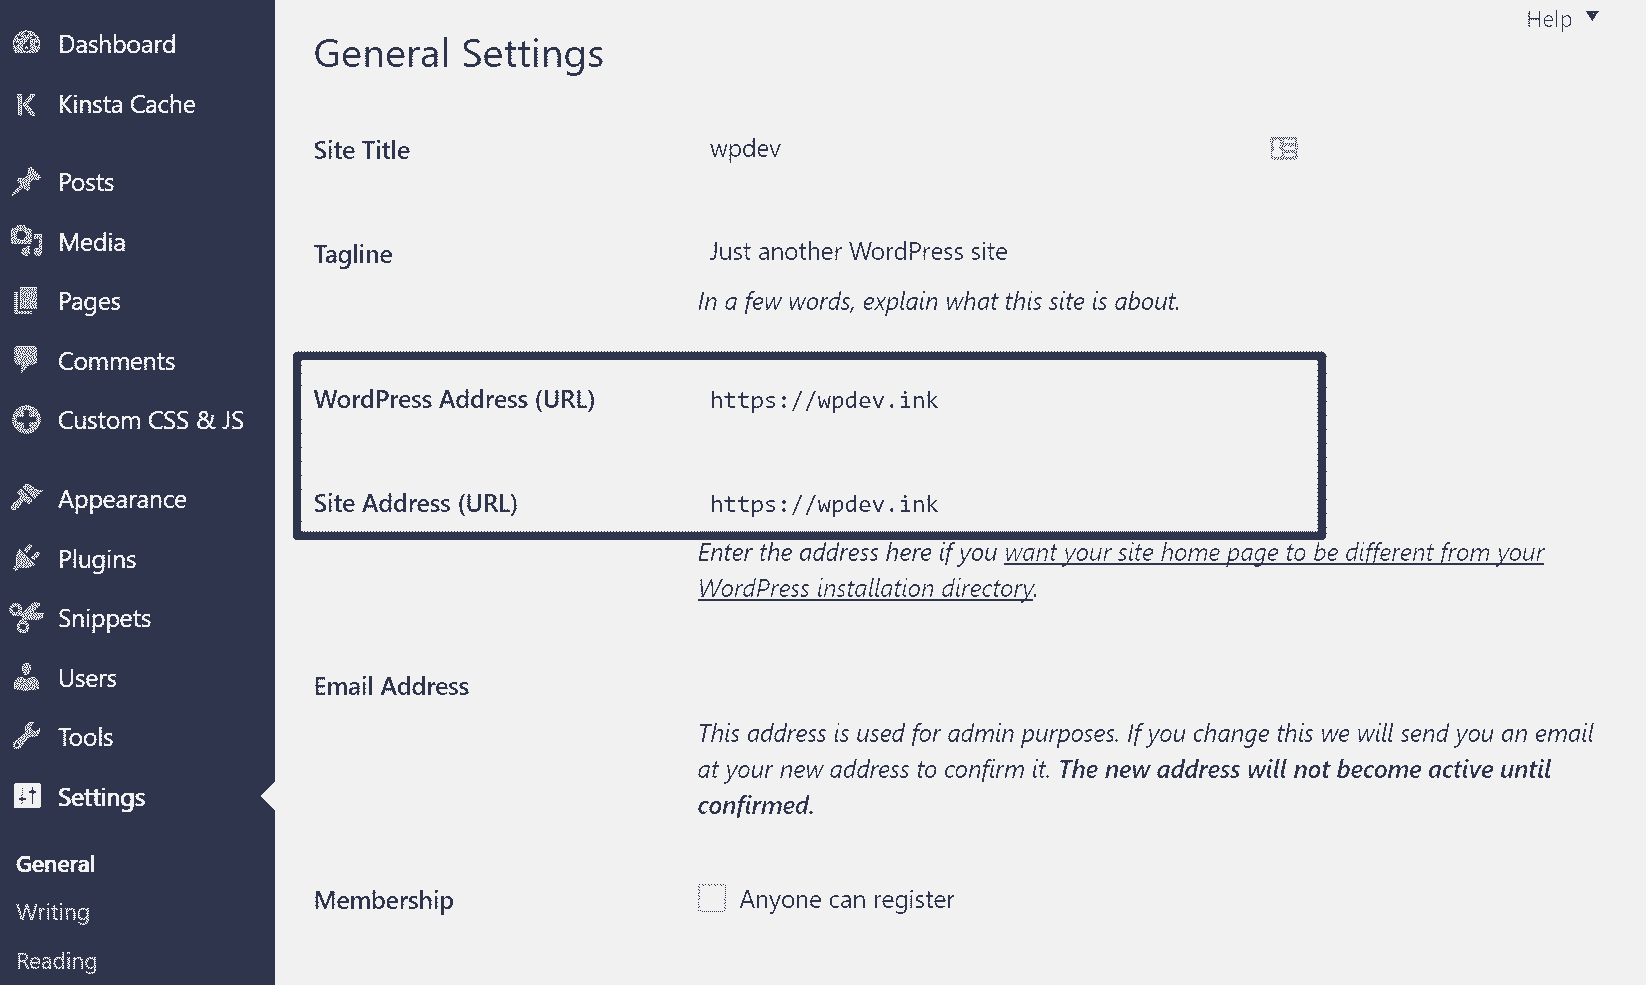 Dashboard
Kinsta Cache
Posts
Media
Pages
Comments
Custom CSS & JS
Appearance
Plugins
Snippets
Users
Tools
Settings
General
Writing
Reading
Help
General Settings
Site Title wpdev
Tagline Just another WordPress site
In a few words, explain what this site is about.
WordPress Address (URL) https://wpdev.ink
Site Address (URL) https://wpdev.ink
Enter the address here if you want your site home page to be different from your
WordPress installation directory.
Email Address
This address is used for admin purposes. If you change this we will send you an email
at your new address to confirm it. The new address will not become active until
confirmed.
Membership Anyone can register